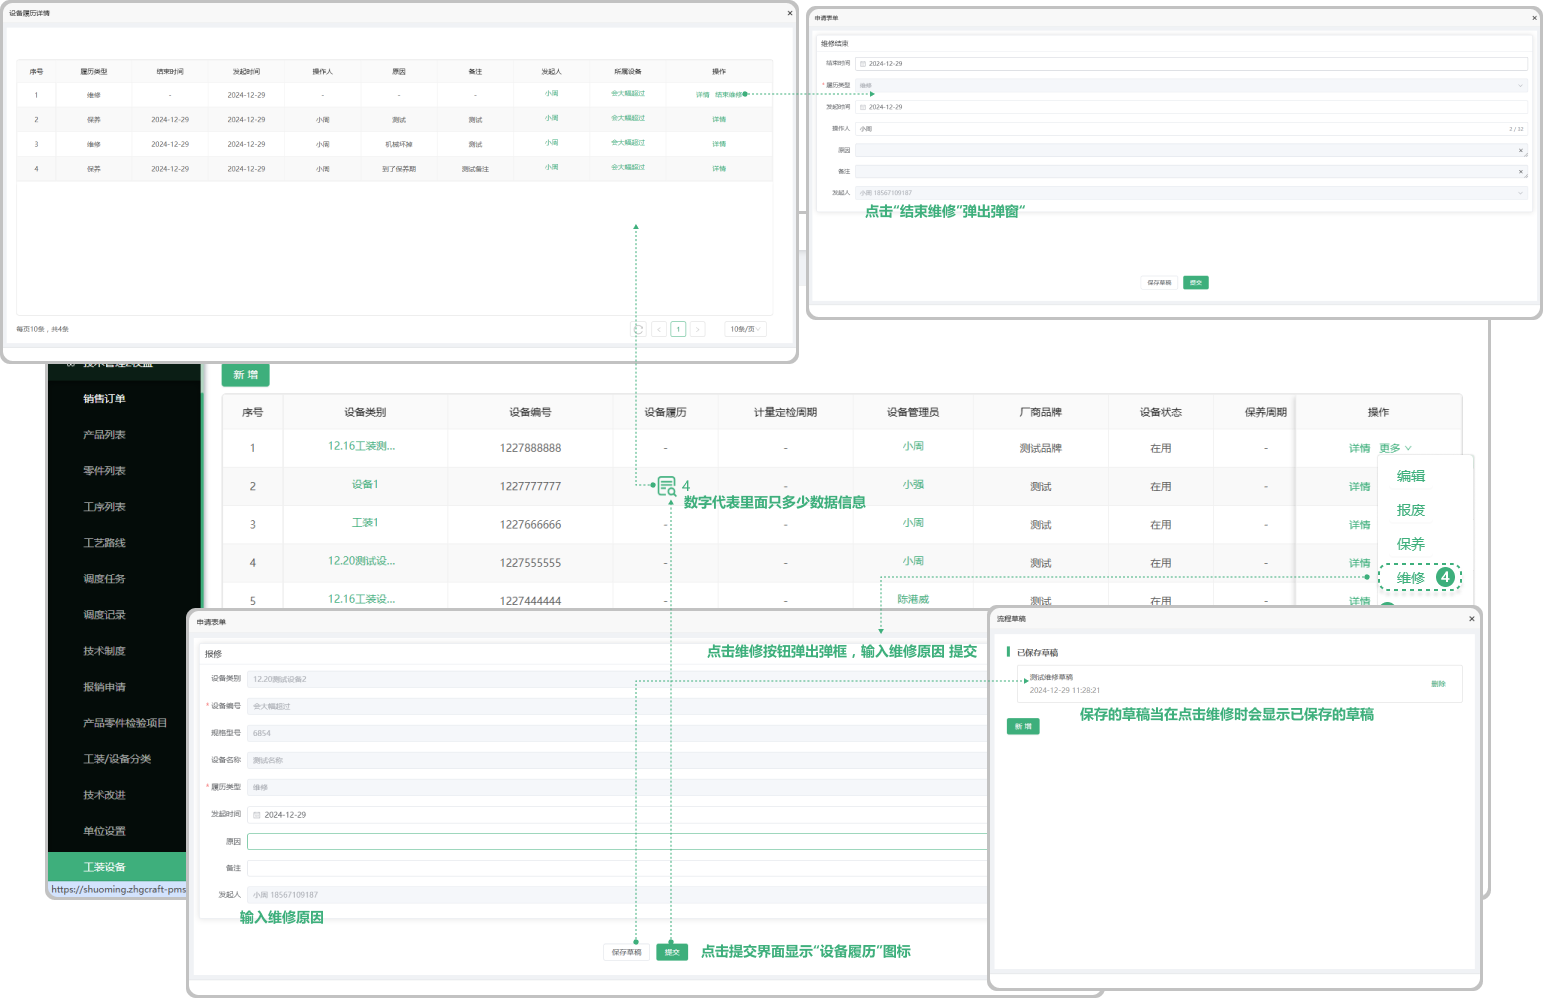 设备履历详情
序号 履历类型 结束时间 发起时间 操作人 原因 备注 发起人 所属设备 操作
1 维修 - 2024-12-29 - - - 小周 会大幅超过 详情 结束维修
2 保养 2024-12-29 2024-12-29 小周 测试 测试 小周 会大幅超过 详情
3 维修 2024-12-29 2024-12-29 小周 机械坏掉 测试 小周 会大幅超过 详情
4 保养 2024-12-29 2024-12-29 小周 到了保养期 测试备注 小周 会大幅超过 详情
每页10条，共4条
1 10条/页
申请表单
维修结束
结束时间 2024-12-29
* 履历类型 维修
发起时间 2024-12-29
操作人 小周 2 / 32
原因
备注
发起人 小周 18567109187
点击“结束维修”弹出弹窗“
保存草稿 提交
销售订单
产品列表
零件列表
工序列表
工艺路线
调度任务
调度记录
技术制度
报销申请
产品零件检验项目
工装/设备分类
技术改进
单位设置
工装设备
https://shuoming.zhgcraft-pms
新 增
序号 设备类别 设备编号 设备履历 计量定检周期 设备管理员 厂商品牌 设备状态 保养周期 操作
1 12.16工装测... 1227888888 - - 小周 测试品牌 在用 - 详情 更多
2 设备1 1227777777 4 小强 测试 在用 - 详情
数字代表里面只多少数据信息
3 工装1 1227666666 - - 小周 测试 在用 - 详情
4 12.20测试设... 1227555555 - - 小周 测试 在用 - 详情
5 12.16工装设... 1227444444 - - 陈港威 测试 在用 - 详情
编辑
报废
保养
维修 4
申请表单
报修
点击维修按钮弹出弹框，输入维修原因 提交
设备类别 12.20测试设备2
* 设备编号 会大幅超过
规格型号 6854
设备名称 测试名称
* 履历类型 维修
发起时间 2024-12-29
原因
备注
发起人 小周 18567109187
输入维修原因
保存草稿 提交
点击提交界面显示“设备履历”图标
流程草稿
已保存草稿
测试维修草稿
2024-12-29 11:28:21
删除
保存的草稿当在点击维修时会显示已保存的草稿
新 增